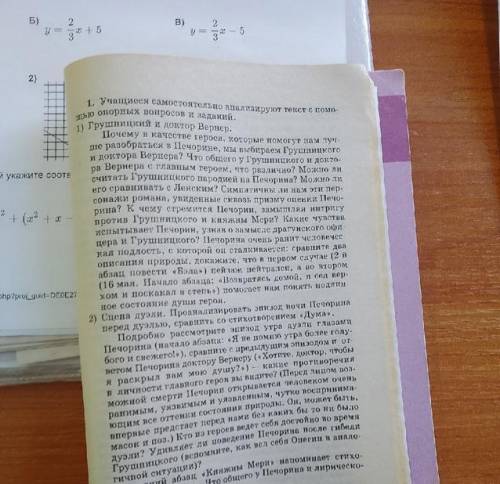 Б)
y = 2/3 x + 5
В)
y = 2/3 x − 5
2)
й укажите соотв
² + (x² + x −
php?proj_guid=DE0E27
1. Учащиеся самостоятельно анализируют текст с помо-
щью опорных вопросов и заданий.
1) Грушницкий и доктор Вернер.
Почему в качестве героев, которые помогут нам луч-
ше разобраться в Печорине, мы выбираем Грушницкого
и доктора Вернера? Что общего у Грушницкого и докто-
ра Вернера с главным героем, что различно? Можно ли
считать Грушницкого пародией на Печорина? Можно ли
его сравнивать с Ленским? Симпатичны ли нам эти пер-
сонажи романа, увиденные сквозь призму оценки Печо-
рина? К чему стремится Печорин, замышляя интригу
против Грушницкого и княжны Мери? Какие чувства
испытывает Печорин, узнав о замысле драгунского офи-
цера и Грушницкого? Печорина очень ранит человечес-
кая подлость, с которой он сталкивается: сравните два
описания природы, докажите, что в первом случае (2-й
абзац повести «Бэла») пейзаж нейтрален, а во втором
(16 мая. Начало абзаца: «Возвратясь домой, я сел вер-
хом и поскакал в степь») помогает нам понять
ное состояние души героя.
2) Сцена дуэли. Проанализировать эпизод ночи Печорина
перед дуэлью, сравнить со стихотворением «Дума».
Подробно рассмотрите эпизод утра дуэли глазами
Печорина (начало абзаца: «Я не помню утра более голу-
бого и свежего!»), сравните с предыдущим эпизодом и от-
ветом Печорина доктору Вернеру («Хотите, доктор, чтобы
я раскрыл вам мою душу?») – какие противоречия
в личности главного героя вы видите? (Перед лицом воз-
можной смерти Печорин открывается человеком очень
ранимым, уязвимым и уязвленным, чутко воспринима-
ющим все оттенки состояния природы. Он, может быть,
впервые предстает перед нами без каких бы то ни было
масок и поз.) Кто из героев ведет себя достойно во время
дуэли? Удивляет ли поведение Печорина после гибели
Грушницкого (вспомните, как вел себя Онегин в анало-
гичной ситуации)?
абзац «Княжны Мери» напоминает стихо-
Что общего у Печорина и лирическо-